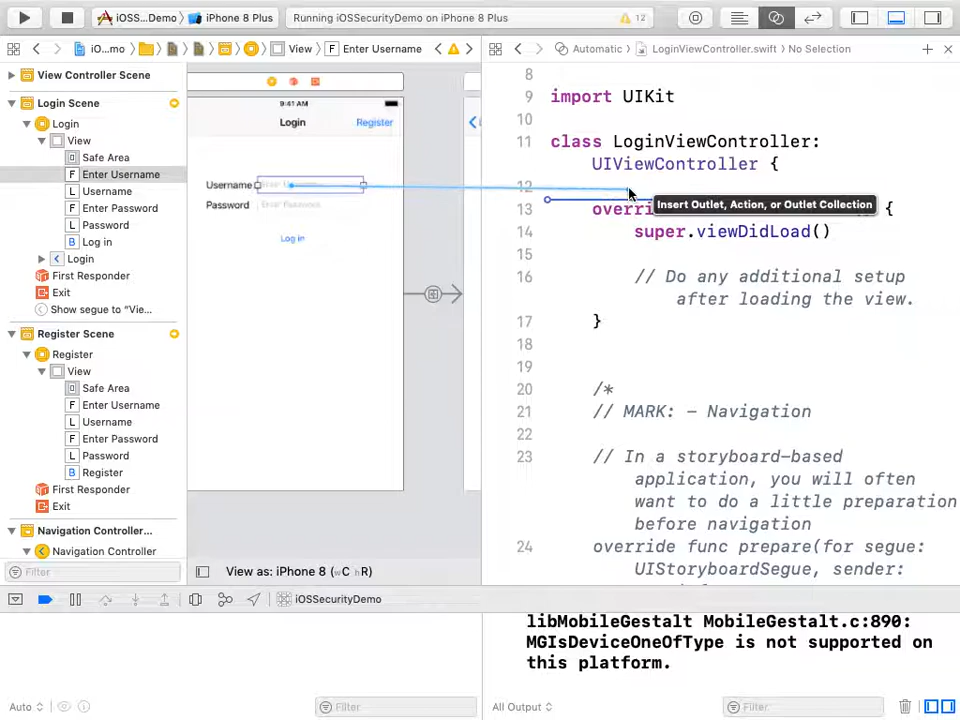 iOSS...Demo
iPhone 8 Plus
Running iOSSecurityDemo on iPhone 8 Plus
12
iO...mo
View
F
Enter Username
Automatic
LoginViewController.swift
No Selection
View Controller Scene
Login Scene
Login
View
Safe Area
F Enter Username
L Username
F Enter Password
L Password
B Log in
Login
First Responder
Exit
Show segue to "Vie...
Register Scene
Register
View
Safe Area
F Enter Username
L Username
F Enter Password
L Password
B Register
First Responder
Exit
Navigation Controller...
Navigation Controller
Filter
9:41 AM
Login
Register
Username
Password
Enter Password
Log in
View as: iPhone 8 (wC hR)
8
9 import UIKit
10
11 class LoginViewController:
UIViewController {
12
Insert Outlet, Action, or Outlet Collection
13 {
14 super.viewDidLoad()
15
16 // Do any additional setup
after loading the view.
17 }
18
19
20 /*
21 // MARK: - Navigation
22
23 // In a storyboard-based
application, you will often
want to do a little preparation
before navigation
24 override func prepare(for segue:
UIStoryboardSegue, sender:
iOSSecurityDemo
libMobileGestalt MobileGestalt.c:890:
MGIsDeviceOneOfType is not supported on
this platform.
Auto
Filter
All Output
Filter